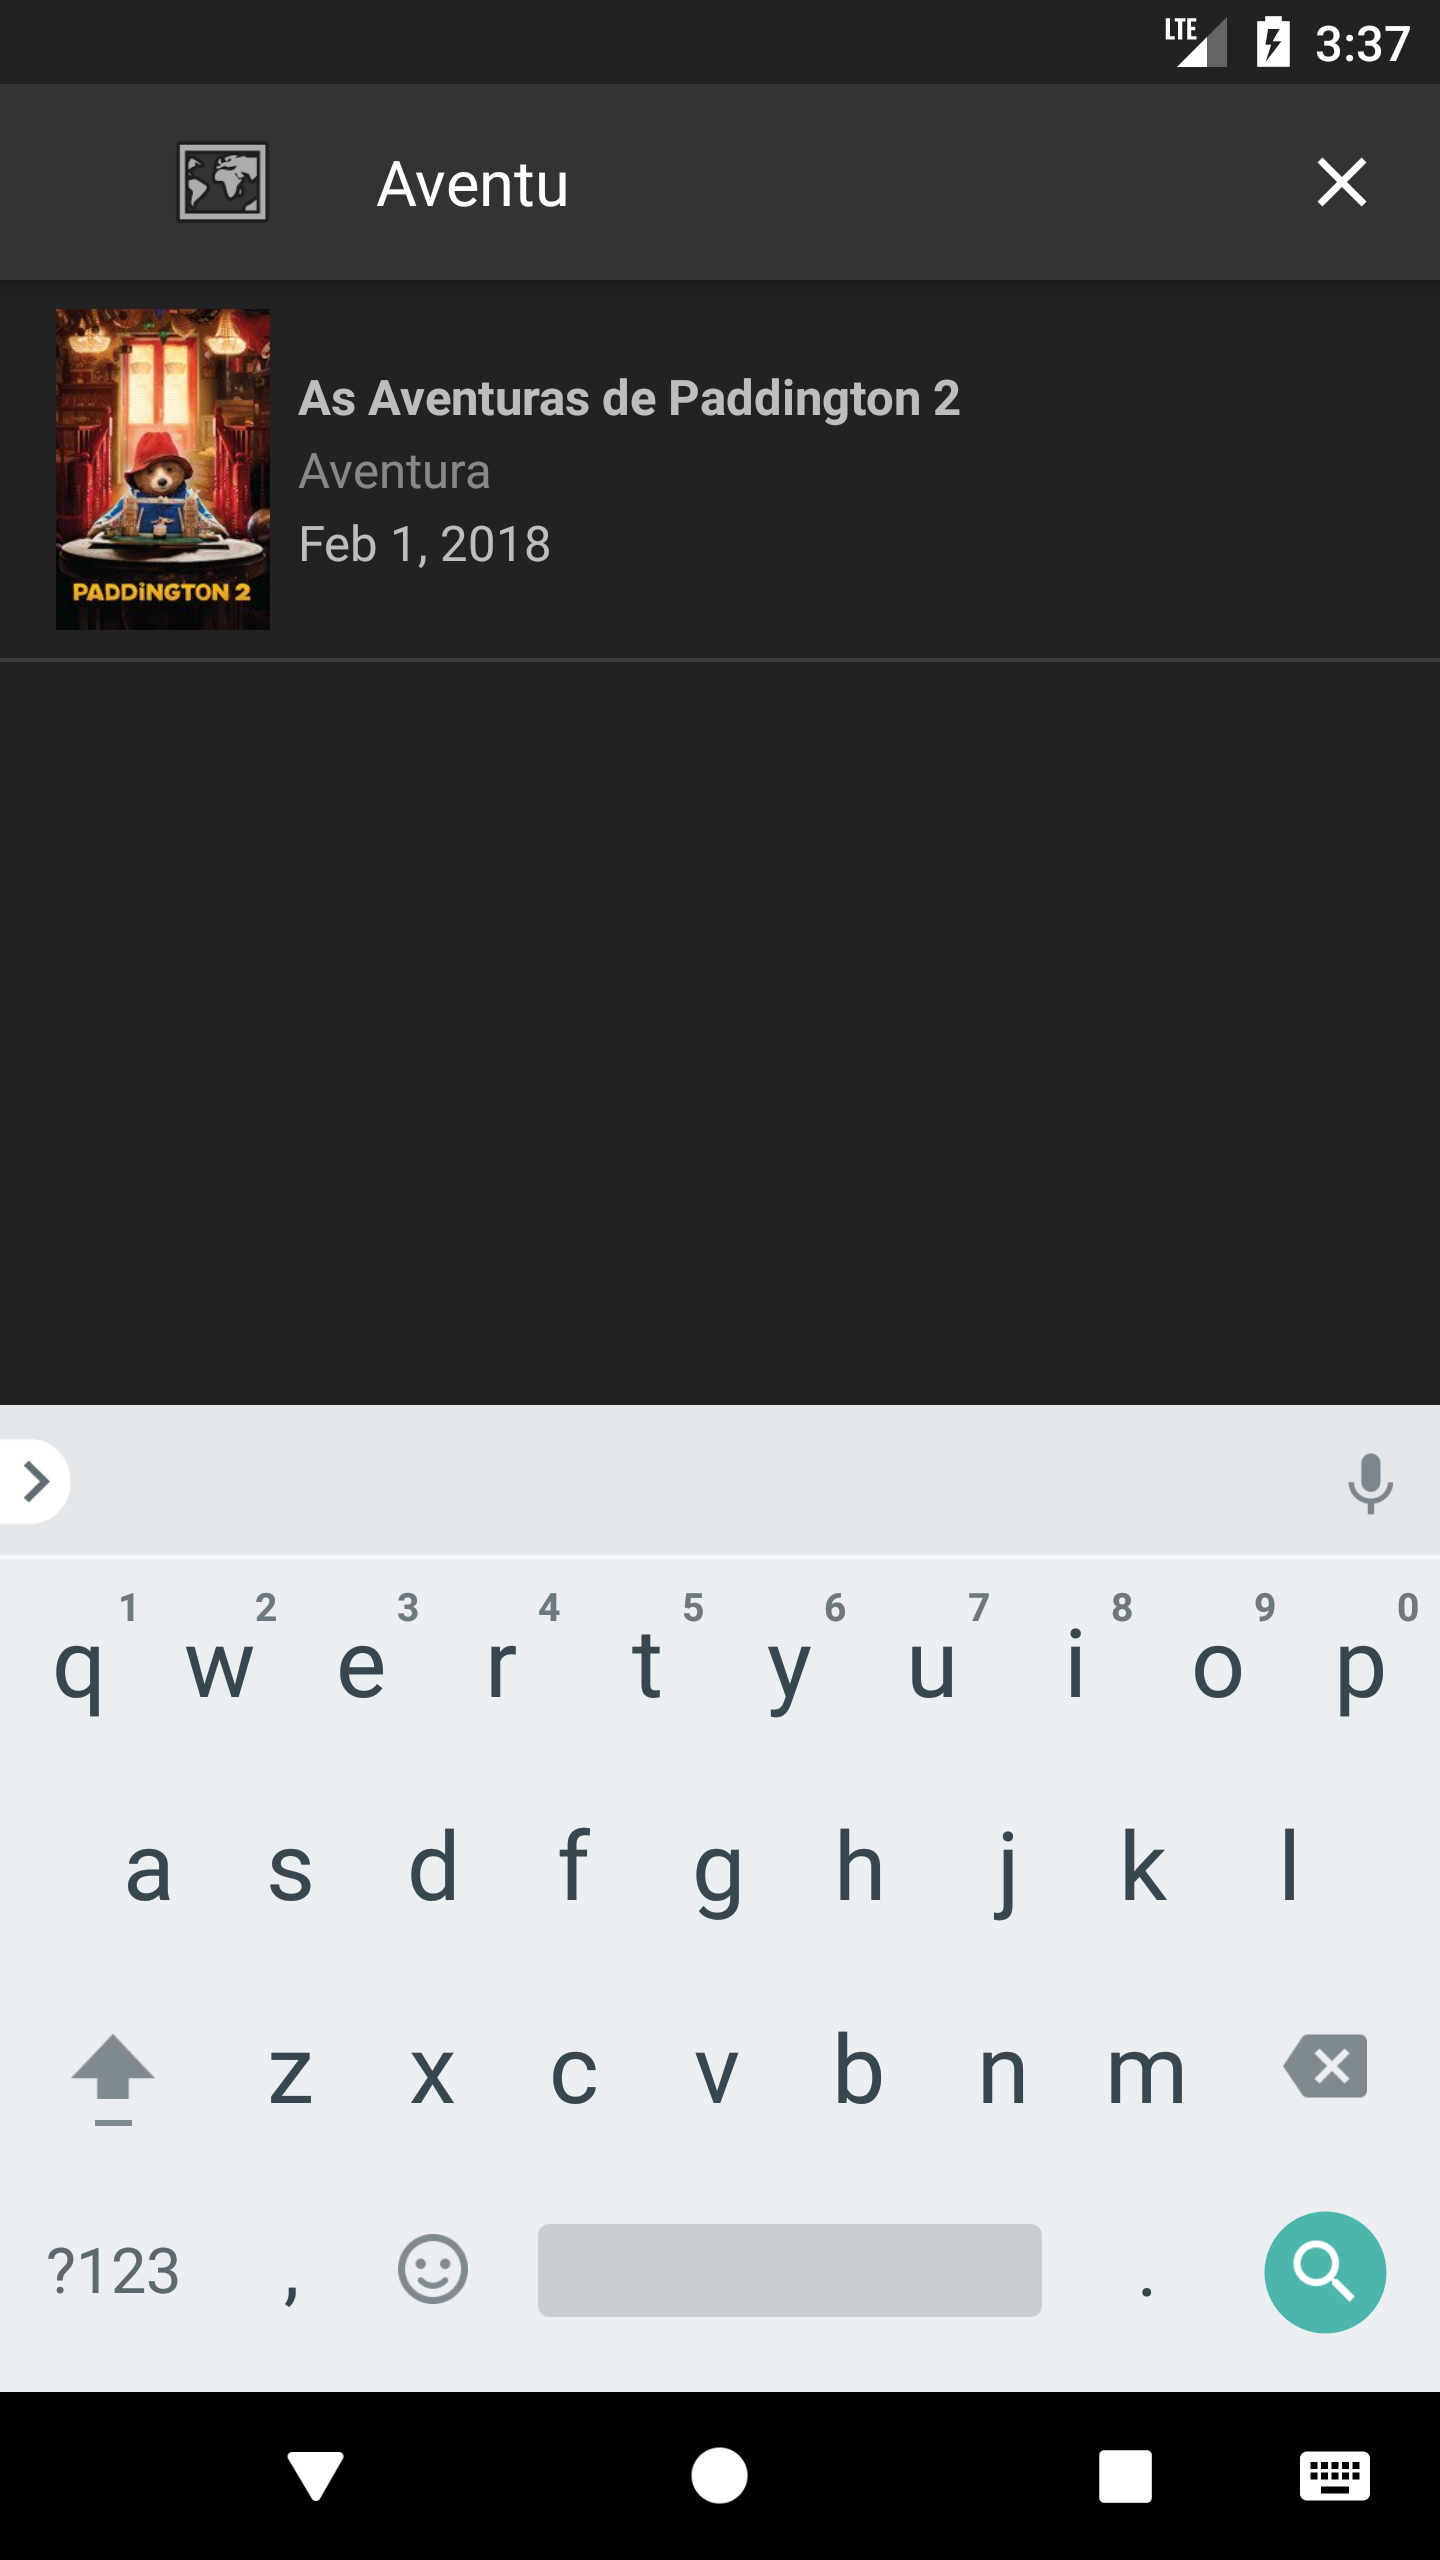 LTE 3:37
Aventu
As Aventuras de Paddington 2
Aventura
Feb 1, 2018
PADDiNGTON 2
1 2 3 4 5 6 7 8 9 0
q w e r t y u i o p
a s d f g h j k l
z x c v b n m
?123 , .